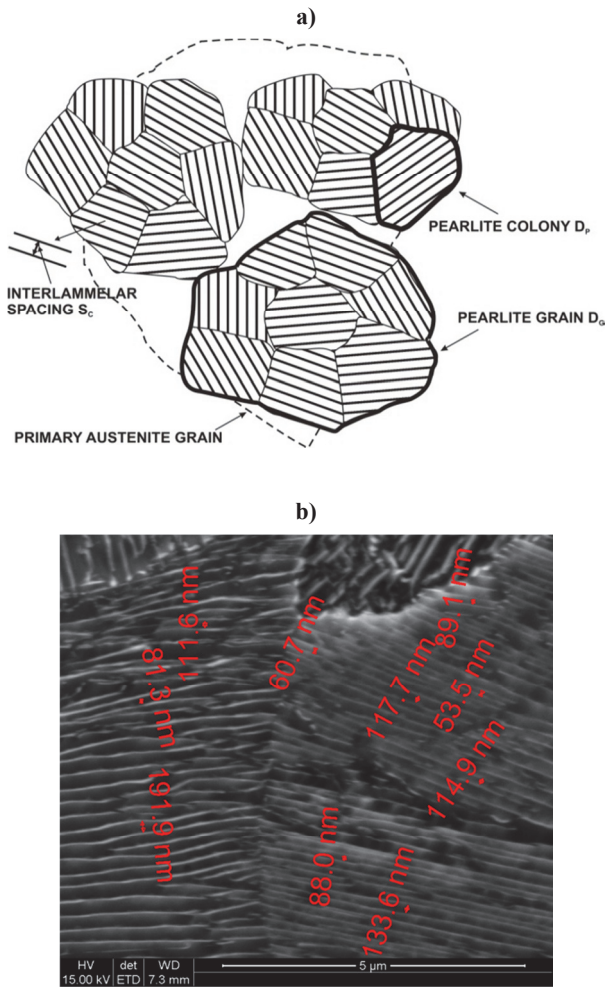 a)
PEARLITE COLONY Dₚ
INTERLAMMELAR
SPACING S꜀
PEARLITE GRAIN D_G
PRIMARY AUSTENITE GRAIN
b)
111.6 nm
89.1 nm
60.7 nm
81.3 nm
117.7 nm
53.5 nm
114.9 nm
191.9 nm
88.0 nm
133.6 nm
HV det WD
15.00 kV ETD 7.3 mm 5 µm